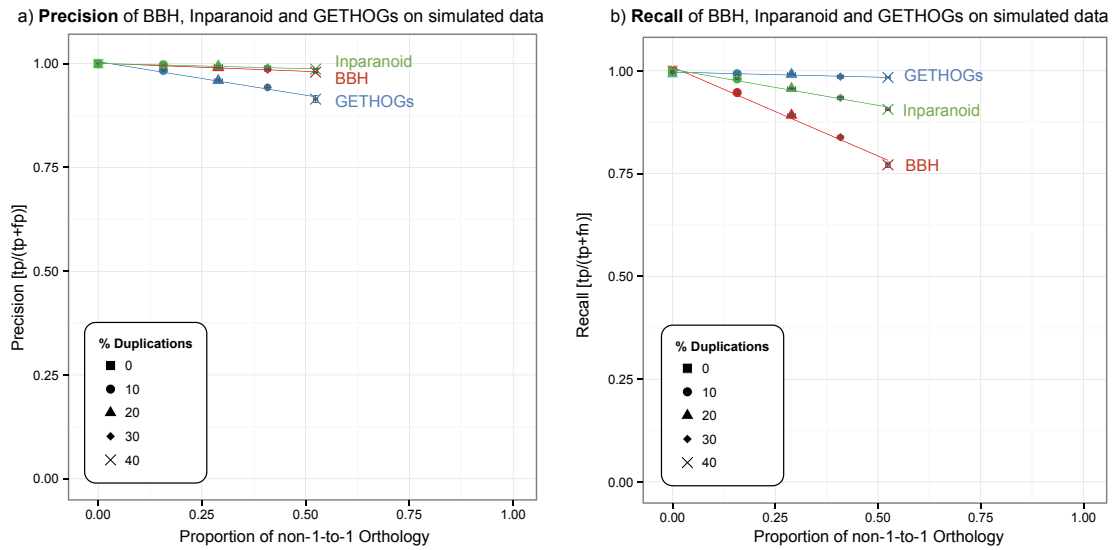 a) Precision of BBH, Inparanoid and GETHOGs on simulated data
Precision [tp/(tp+fp)]
1.00
0.75
0.50
0.25
0.00
Inparanoid
BBH
GETHOGs
% Duplications
0
10
20
30
40
0.00 0.25 0.50 0.75 1.00
Proportion of non-1-to-1 Orthology
b) Recall of BBH, Inparanoid and GETHOGs on simulated data
Recall [tp/(tp+fn)]
1.00
0.75
0.50
0.25
0.00
GETHOGs
Inparanoid
BBH
% Duplications
0
10
20
30
40
0.00 0.25 0.50 0.75 1.00
Proportion of non-1-to-1 Orthology